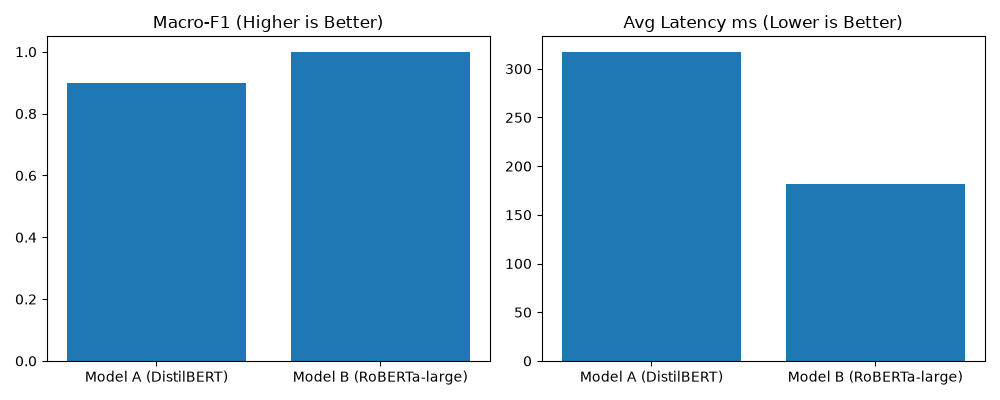 Macro-F1 (Higher is Better)
1.0
0.8
0.6
0.4
0.2
0.0
Model A (DistilBERT)
Model B (RoBERTa-large)
Avg Latency ms (Lower is Better)
300
250
200
150
100
50
0
Model A (DistilBERT)
Model B (RoBERTa-large)